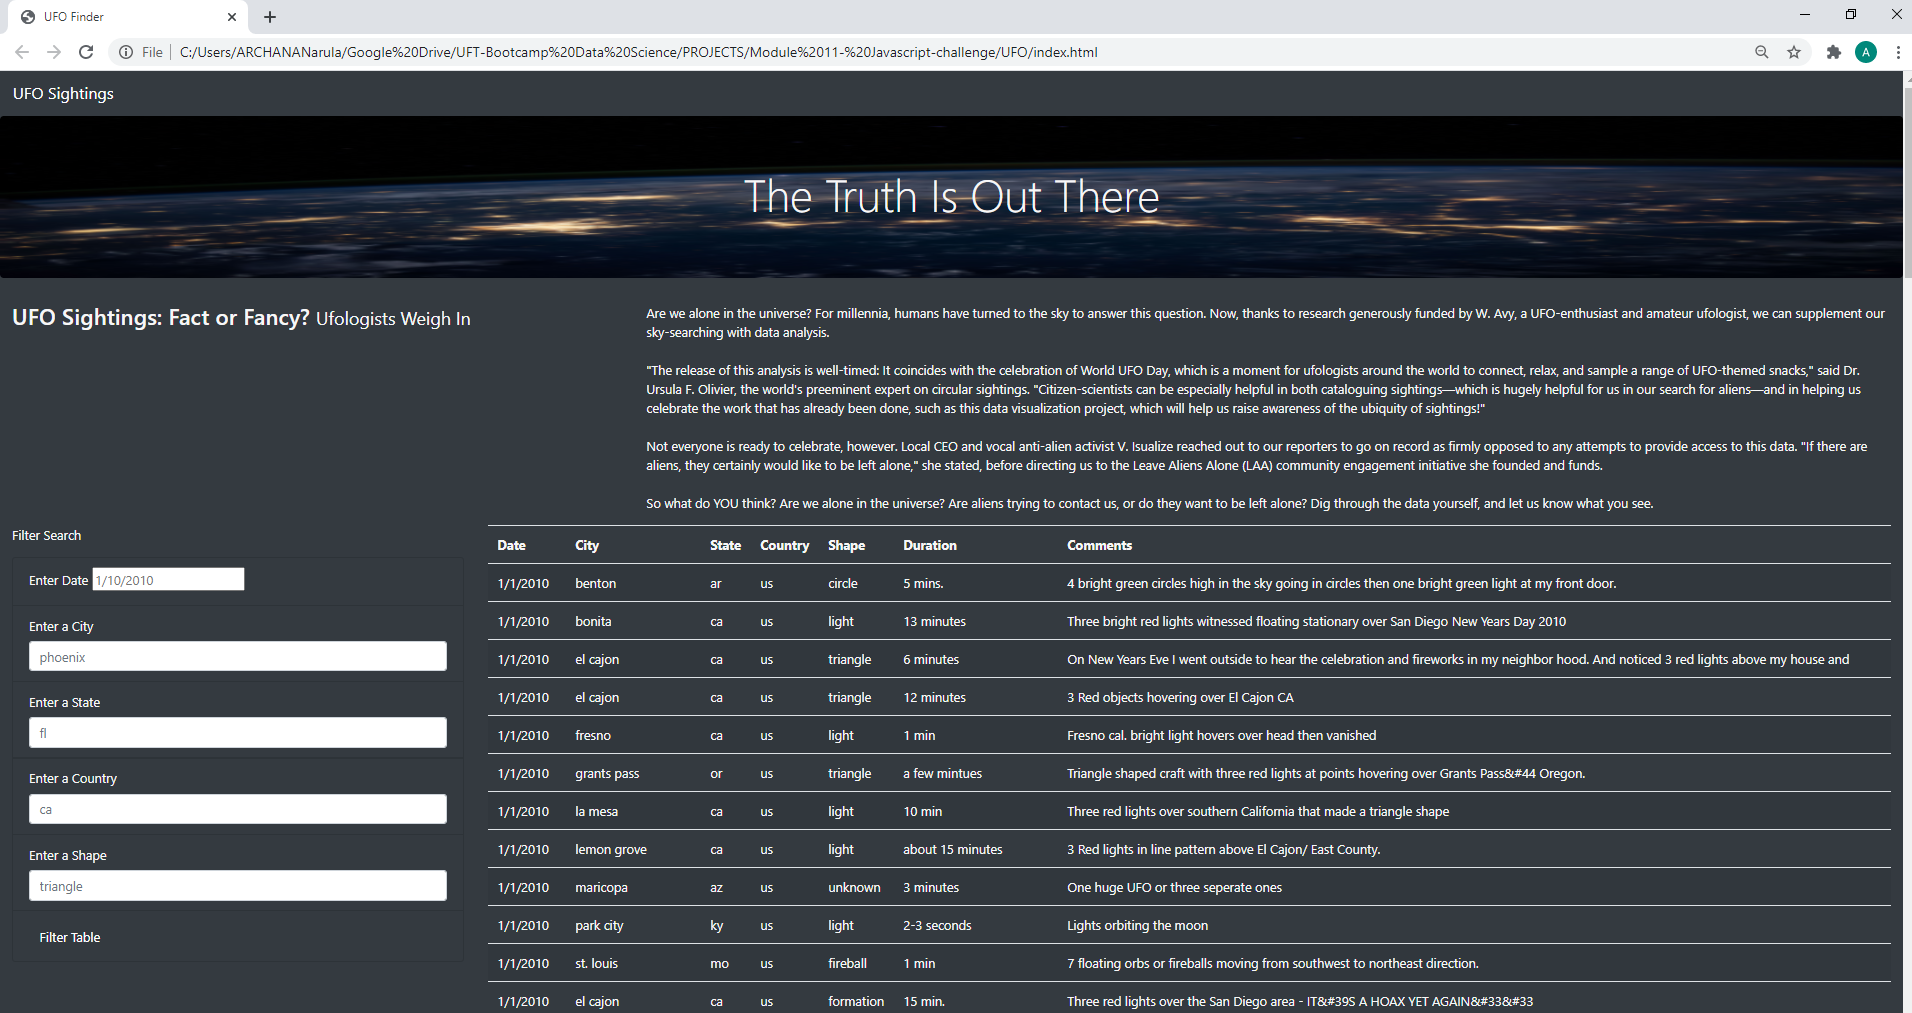 UFO Finder
File
C:/Users/ARCHANANarula/Google%20Drive/UFT-Bootcamp%20Data%20Science/PROJECTS/Module%2011-%20Javascript-challenge/UFO/index.html
A
UFO Sightings
The Truth Is Out There
UFO Sightings: Fact or Fancy? Ufologists Weigh In
Are we alone in the universe? For millennia, humans have turned to the sky to answer this question. Now, thanks to research generously funded by W. Avy, a UFO-enthusiast and amateur ufologist, we can supplement our
sky-searching with data analysis.
"The release of this analysis is well-timed: It coincides with the celebration of World UFO Day, which is a moment for ufologists around the world to connect, relax, and sample a range of UFO-themed snacks," said Dr.
Ursula F. Olivier, the world's preeminent expert on circular sightings. "Citizen-scientists can be especially helpful in both cataloguing sightings—which is hugely helpful for us in our search for aliens—and in helping us
celebrate the work that has already been done, such as this data visualization project, which will help us raise awareness of the ubiquity of sightings!"
Not everyone is ready to celebrate, however. Local CEO and vocal anti-alien activist V. Isualize reached out to our reporters to go on record as firmly opposed to any attempts to provide access to this data. "If there are
aliens, they certainly would like to be left alone," she stated, before directing us to the Leave Aliens Alone (LAA) community engagement initiative she founded and funds.
So what do YOU think? Are we alone in the universe? Are aliens trying to contact us, or do they want to be left alone? Dig through the data yourself, and let us know what you see.
Filter Search
Enter Date 1/10/2010
Enter a City
phoenix
Enter a State
fl
Enter a Country
ca
Enter a Shape
triangle
Filter Table
Date City State Country Shape Duration Comments
1/1/2010 benton ar us circle 5 mins. 4 bright green circles high in the sky going in circles then one bright green light at my front door.
1/1/2010 bonita ca us light 13 minutes Three bright red lights witnessed floating stationary over San Diego New Years Day 2010
1/1/2010 el cajon ca us triangle 6 minutes On New Years Eve I went outside to hear the celebration and fireworks in my neighbor hood. And noticed 3 red lights above my house and
1/1/2010 el cajon ca us triangle 12 minutes 3 Red objects hovering over El Cajon CA
1/1/2010 fresno ca us light 1 min Fresno cal. bright light hovers over head then vanished
1/1/2010 grants pass or us triangle a few mintues Triangle shaped craft with three red lights at points hovering over Grants Pass&#44 Oregon.
1/1/2010 la mesa ca us light 10 min Three red lights over southern California that made a triangle shape
1/1/2010 lemon grove ca us light about 15 minutes 3 Red lights in line pattern above El Cajon/ East County.
1/1/2010 maricopa az us unknown 3 minutes One huge UFO or three seperate ones
1/1/2010 park city ky us light 2-3 seconds Lights orbiting the moon
1/1/2010 st. louis mo us fireball 1 min 7 floating orbs or fireballs moving from southwest to northeast direction.
1/1/2010 el cajon ca us formation 15 min. Three red lights over the San Diego area - IT&#39S A HOAX YET AGAIN&#33&#33